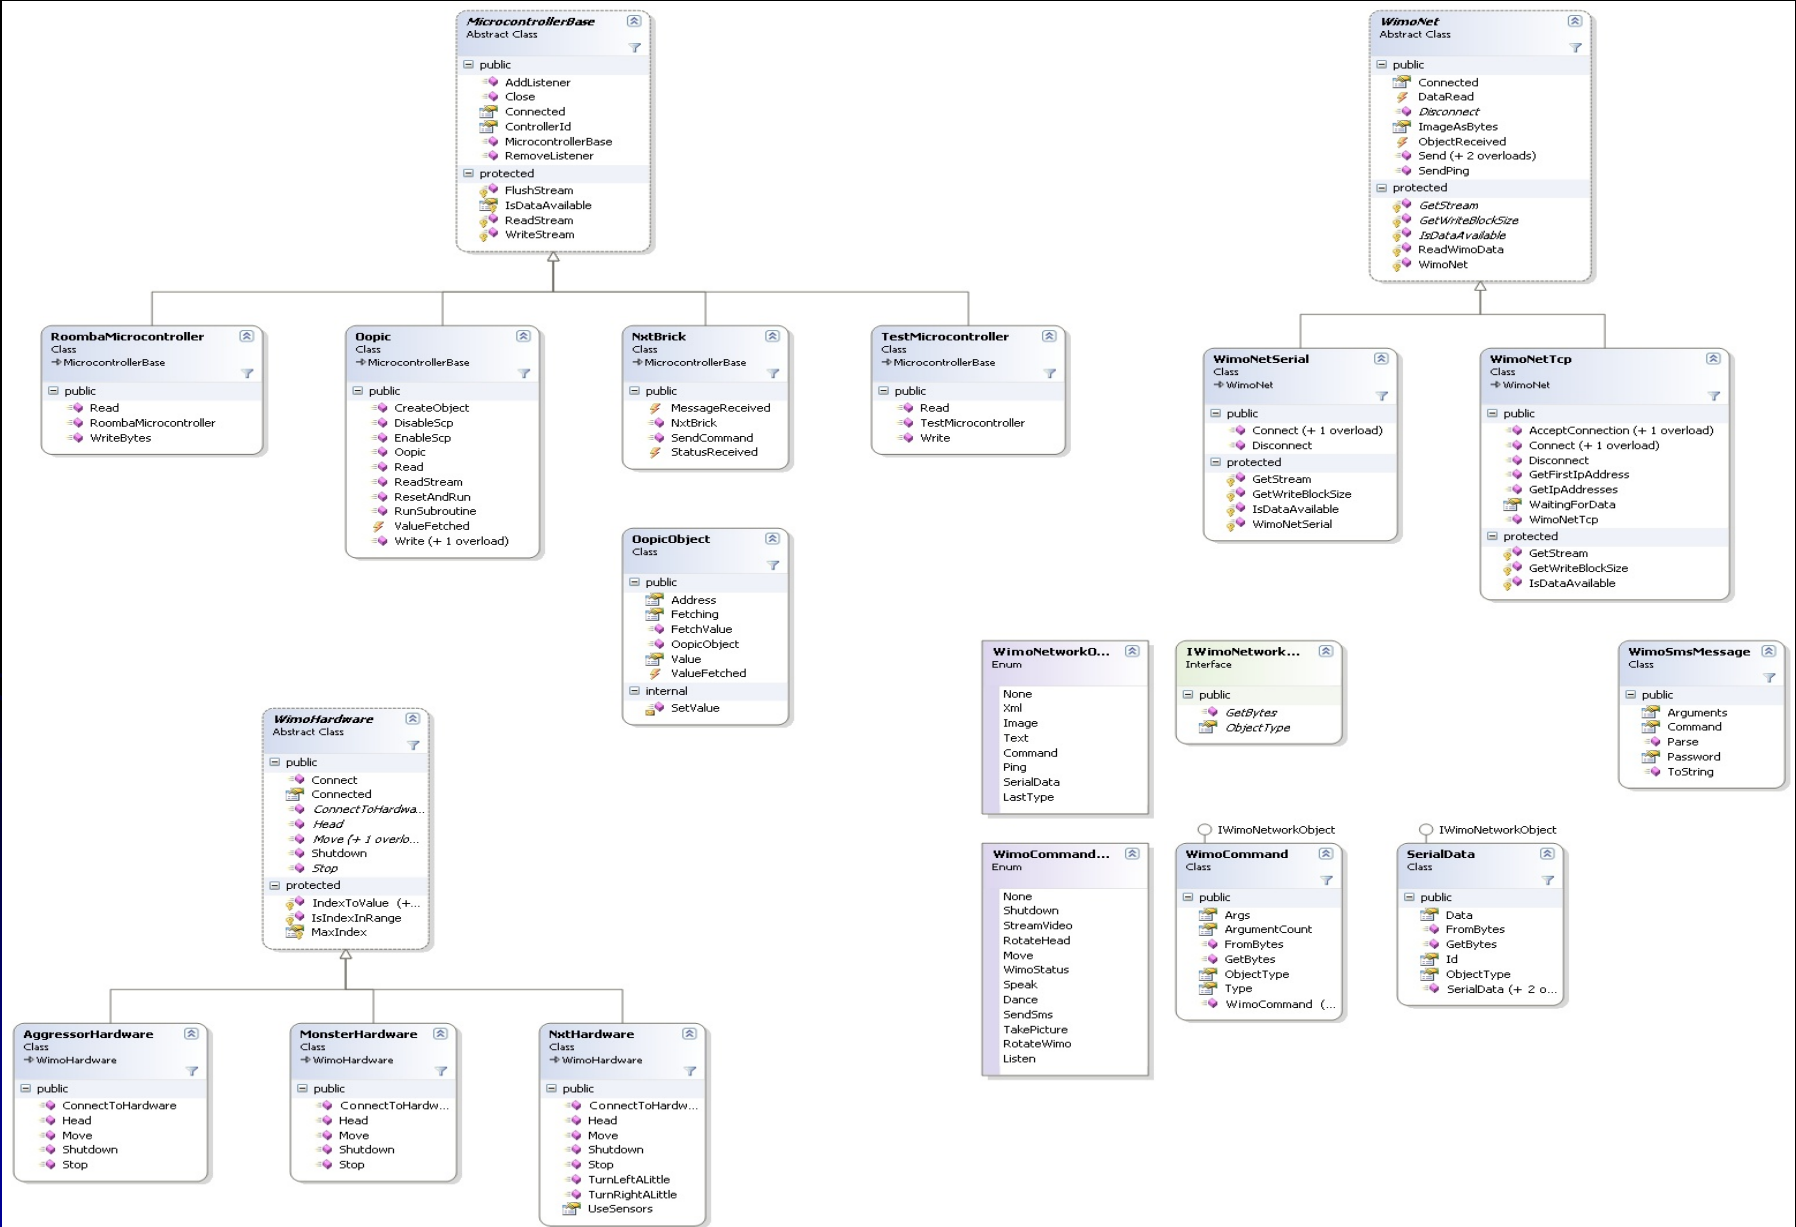 MicrocontrollerBase
Abstract Class
public
AddListener
Close
Connected
ControllerId
MicrocontrollerBase
RemoveListener
protected
FlushStream
IsDataAvailable
ReadStream
WriteStream
WimoNet
Abstract Class
public
Connected
DataRead
Disconnect
ImageAsBytes
ObjectReceived
Send (+ 2 overloads)
SendPing
protected
GetStream
GetWriteBlockSize
IsDataAvailable
ReadWimoData
WimoNet
RoombaMicrocontroller
Class
MicrocontrollerBase
public
Read
RoombaMicrocontroller
WriteBytes
Oopic
Class
MicrocontrollerBase
public
CreateObject
DisableScp
EnableScp
Oopic
Read
ReadStream
ResetAndRun
RunSubroutine
ValueFetched
Write (+ 1 overload)
NxtBrick
Class
MicrocontrollerBase
public
MessageReceived
NxtBrick
SendCommand
StatusReceived
TestMicrocontroller
Class
MicrocontrollerBase
public
Read
TestMicrocontroller
Write
WimoNetSerial
Class
WimoNet
public
Connect (+ 1 overload)
Disconnect
protected
GetStream
GetWriteBlockSize
IsDataAvailable
WimoNetSerial
WimoNetTcp
Class
WimoNet
public
AcceptConnection (+ 1 overload)
Connect (+ 1 overload)
Disconnect
GetFirstIpAddress
GetIpAddresses
WaitingForData
WimoNetTcp
protected
GetStream
GetWriteBlockSize
IsDataAvailable
OopicObject
Class
public
Address
Fetching
FetchValue
OopicObject
Value
ValueFetched
internal
SetValue
WimoNetworkO...
Enum
None
Xml
Image
Text
Command
Ping
SerialData
LastType
IWimoNetwork...
Interface
public
GetBytes
ObjectType
WimoSmsMessage
Class
public
Arguments
Command
Parse
Password
ToString
WimoHardware
Abstract Class
public
Connect
Connected
ConnectToHardwa...
Head
Move (+ 1 overlo...
Shutdown
Stop
protected
IndexToValue (+...
IsIndexInRange
MaxIndex
WimoCommand...
Enum
None
Shutdown
StreamVideo
RotateHead
Move
WimoStatus
Speak
Dance
SendSms
TakePicture
RotateWimo
Listen
IWimoNetworkObject
WimoCommand
Class
public
Args
ArgumentCount
FromBytes
GetBytes
ObjectType
Type
WimoCommand (...
IWimoNetworkObject
SerialData
Class
public
Data
FromBytes
GetBytes
Id
ObjectType
SerialData (+ 2 o...
AggressorHardware
Class
WimoHardware
public
ConnectToHardware
Head
Move
Shutdown
Stop
MonsterHardware
Class
WimoHardware
public
ConnectToHardw...
Head
Move
Shutdown
Stop
NxtHardware
Class
WimoHardware
public
ConnectToHardw...
Head
Move
Shutdown
Stop
TurnLeftALittle
TurnRightALittle
UseSensors